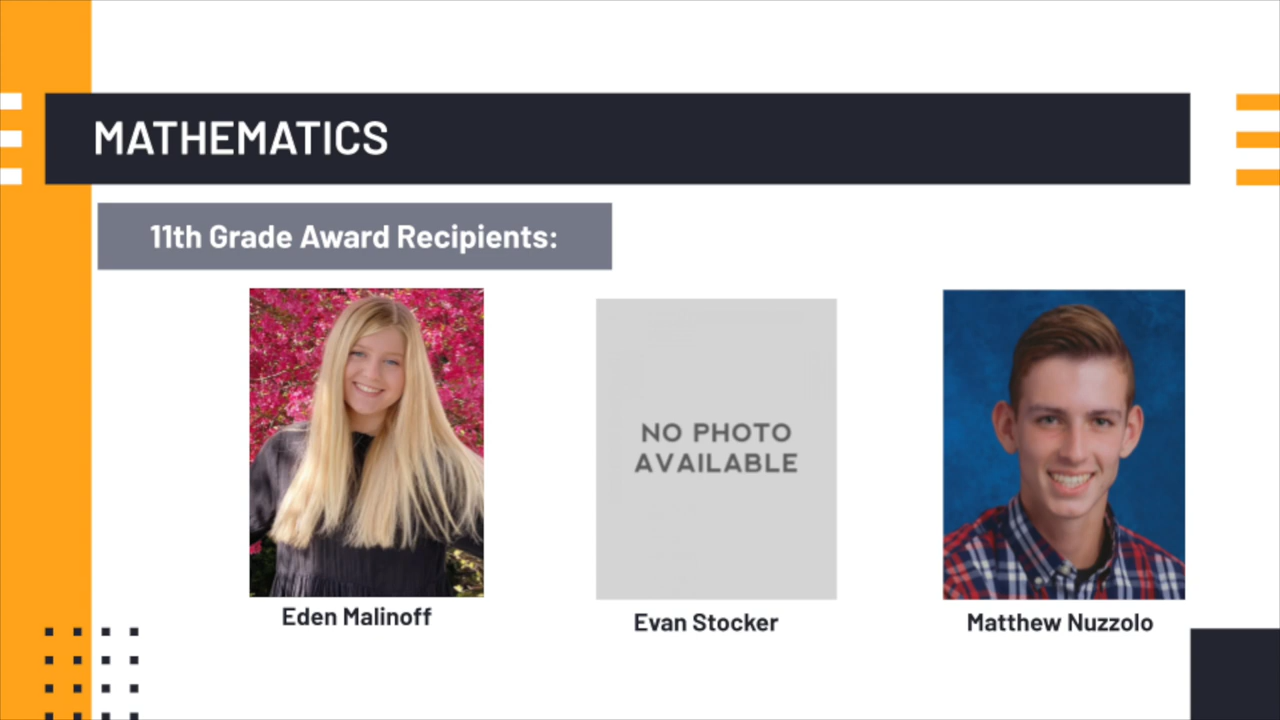 MATHEMATICS
11th Grade Award Recipients:
NO PHOTO
AVAILABLE
Eden Malinoff
Evan Stocker
Matthew Nuzzolo